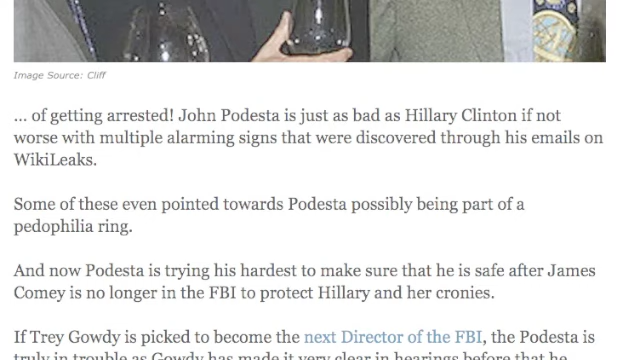 Image Source: Cliff
... of getting arrested! John Podesta is just as bad as Hillary Clinton if not
worse with multiple alarming signs that were discovered through his emails on
WikiLeaks.
Some of these even pointed towards Podesta possibly being part of a
pedophilia ring.
And now Podesta is trying his hardest to make sure that he is safe after James
Comey is no longer in the FBI to protect Hillary and her cronies.
If Trey Gowdy is picked to become the next Director of the FBI, the Podesta is
truly in trouble as Gowdy has made it very clear in hearings before that he